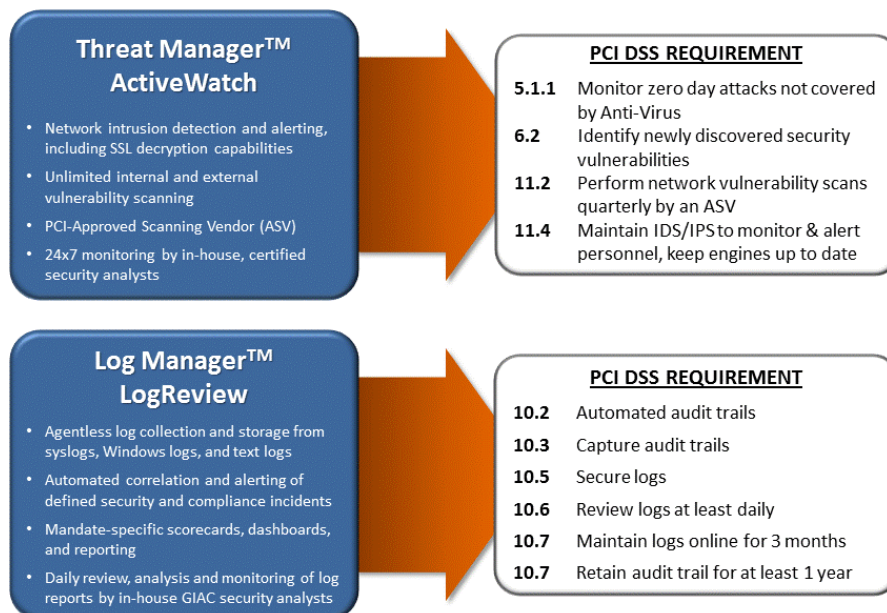 Threat Manager™
ActiveWatch
• Network intrusion detection and alerting,
including SSL decryption capabilities
• Unlimited internal and external
vulnerability scanning
• PCI-Approved Scanning Vendor (ASV)
• 24x7 monitoring by in-house, certified
security analysts
PCI DSS REQUIREMENT
5.1.1 Monitor zero day attacks not covered
by Anti-Virus
6.2 Identify newly discovered security
vulnerabilities
11.2 Perform network vulnerability scans
quarterly by an ASV
11.4 Maintain IDS/IPS to monitor & alert
personnel, keep engines up to date
Log Manager™
LogReview
• Agentless log collection and storage from
syslogs, Windows logs, and text logs
• Automated correlation and alerting of
defined security and compliance incidents
• Mandate-specific scorecards, dashboards,
and reporting
• Daily review, analysis and monitoring of log
reports by in-house GIAC security analysts
PCI DSS REQUIREMENT
10.2 Automated audit trails
10.3 Capture audit trails
10.5 Secure logs
10.6 Review logs at least daily
10.7 Maintain logs online for 3 months
10.7 Retain audit trail for at least 1 year